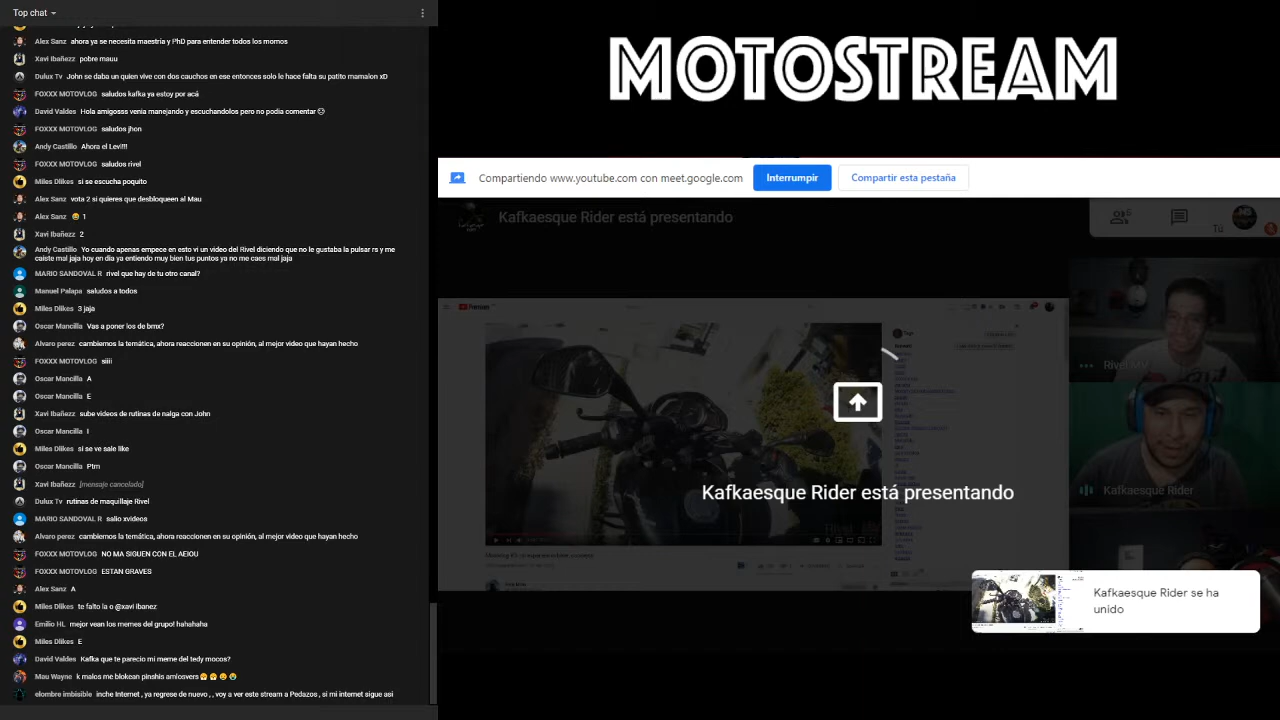 Top chat
Alex Sanz ahora ya se necesita maestría y PhD para entender todos los momos
Xavi Ibañezz pobre mauu
Dulux Tv John se daba un quien vive con dos cauchos en ese entonces solo le hace falta su patito mamalon xD
FOXXX MOTOVLOG saludos kafka ya estoy por acá
David Valdes Hola amigosss venia manejando y escuchandolos pero no podia comentar
FOXXX MOTOVLOG saludos jhon
Andy Castillo Ahora el Levi!!!!
FOXXX MOTOVLOG saludos rivel
Miles Dlikes si se escucha poquito
Alex Sanz vota 2 si quieres que desbloqueen al Mau
Alex Sanz 😅 1
Xavi Ibañezz 2
Andy Castillo Yo cuando apenas empece en esto vi un video del Rivel diciendo que no le gustaba la pulsar rs y me
caiste mal jaja hoy en dia ya entiendo muy bien tus puntos ya no me caes mal jaja
MARIO SANDOVAL R rivel que hay de tu otro canal?
Manuel Palapa saludos a todos
Miles Dlikes 3 jaja
Oscar Mancilla Vas a poner los de bmx?
Alvaro perez cambiemos la temática, ahora reaccionen en su opinión, al mejor video que hayan hecho
FOXXX MOTOVLOG siiii
Oscar Mancilla A
Oscar Mancilla E
Xavi Ibañezz sube videos de rutinas de nalga con John
Oscar Mancilla I
Miles Dlikes si se ve sale like
Oscar Mancilla Ptm
Xavi Ibañezz [mensaje cancelado]
Dulux Tv rutinas de maquillaje Rivel
MARIO SANDOVAL R salio xvideos
Alvaro perez cambiemos la temática, ahora reaccionen en su opinión, al mejor video que hayan hecho
FOXXX MOTOVLOG NO MA SIGUEN CON EL AEIOU
FOXXX MOTOVLOG ESTAN GRAVES
Alex Sanz A
Miles Dlikes te falto la o @xavi ibanez
Emilio HL mejor vean los memes del grupo! hahahaha
Miles Dlikes E
David Valdes Kafka que te parecio mi meme del tedy mocos?
Mau Wayne k malos me blokean pinshis amiosvers
elombre imbisible inche Internet , ya regrese de nuevo , , voy a ver este stream a Pedazos , si mi internet sigue asi
MOTOSTREAM
Compartiendo www.youtube.com con meet.google.com
Interrumpir
Compartir esta pestaña
Kafkaesque Rider está presentando
6
Tú
Premium
Rivel MV
Kafkaesque Rider está presentando
Kafkaesque Rider
Kafkaesque Rider se ha
unido